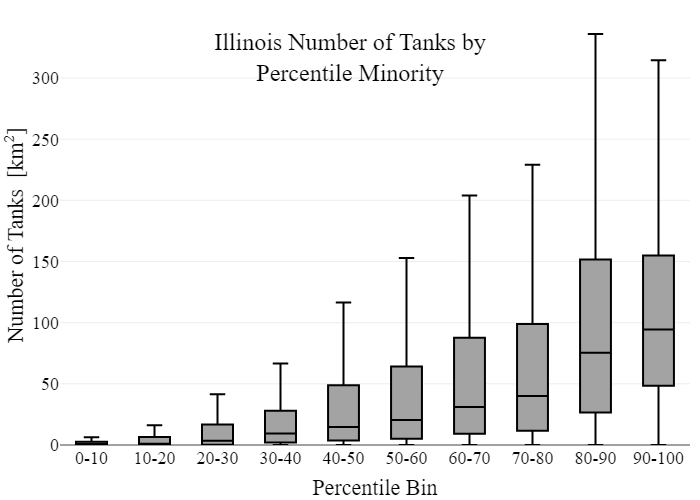 Illinois Number of Tanks by
Percentile Minority
Number of Tanks [km²]
300
250
200
150
100
50
0
0-10 10-20 20-30 30-40 40-50 50-60 60-70 70-80 80-90 90-100
Percentile Bin